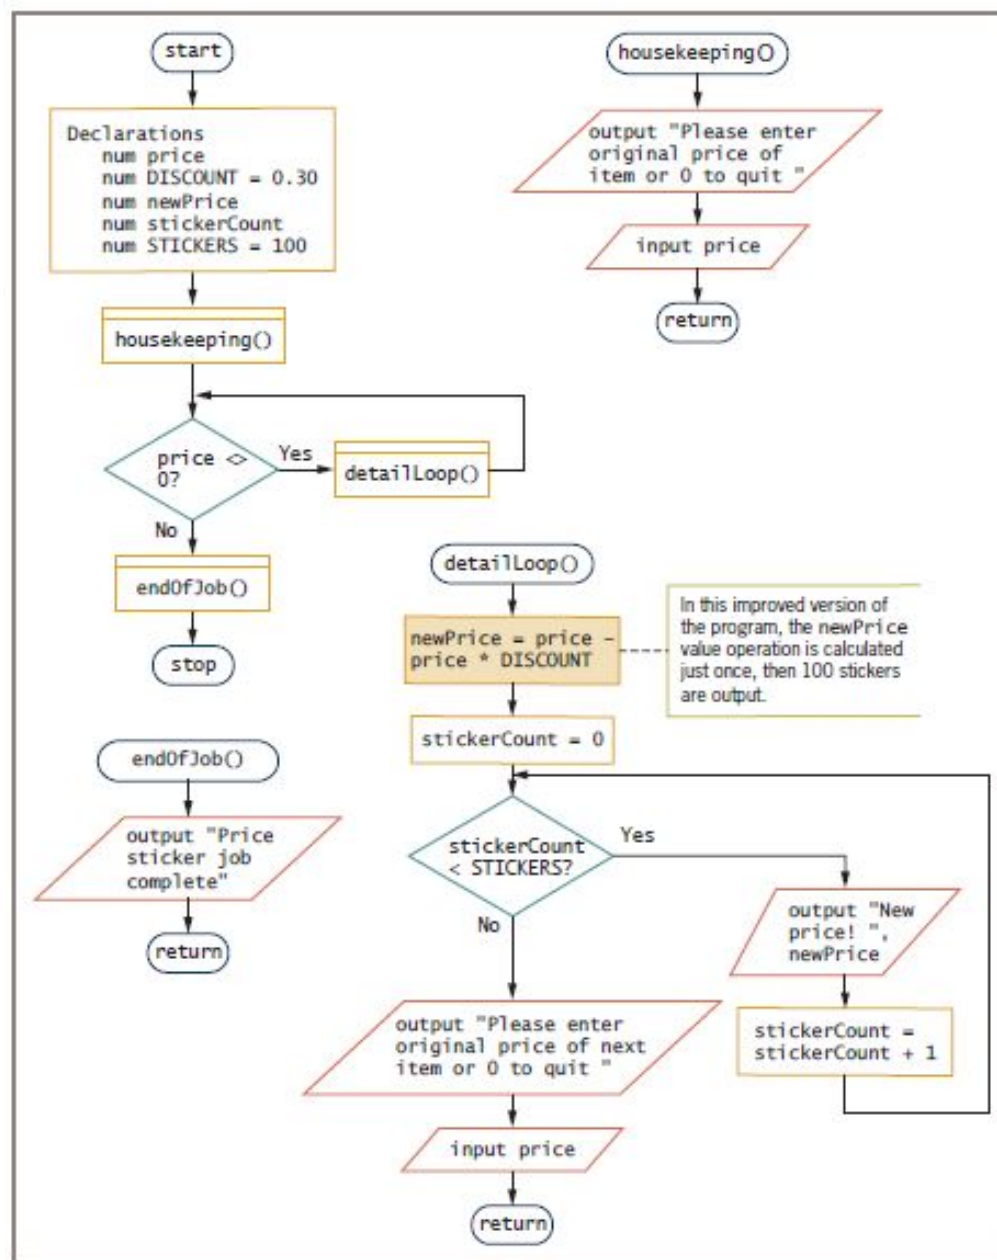 start
Declarations
num price
num DISCOUNT = 0.30
num newPrice
num stickerCount
num STICKERS = 100
housekeeping()
price <>
0?
Yes
detailLoop()
No
endOfJob()
stop
housekeeping()
output "Please enter
original price of
item or 0 to quit "
input price
return
endOfJob()
output "Price
sticker job
complete"
return
detailLoop()
newPrice = price -
price * DISCOUNT
In this improved version of
the program, the newPrice
value operation is calculated
just once, then 100 stickers
are output.
stickerCount = 0
stickerCount
< STICKERS?
Yes
output "New
price! ",
newPrice
stickerCount =
stickerCount + 1
No
output "Please enter
original price of next
item or 0 to quit "
input price
return